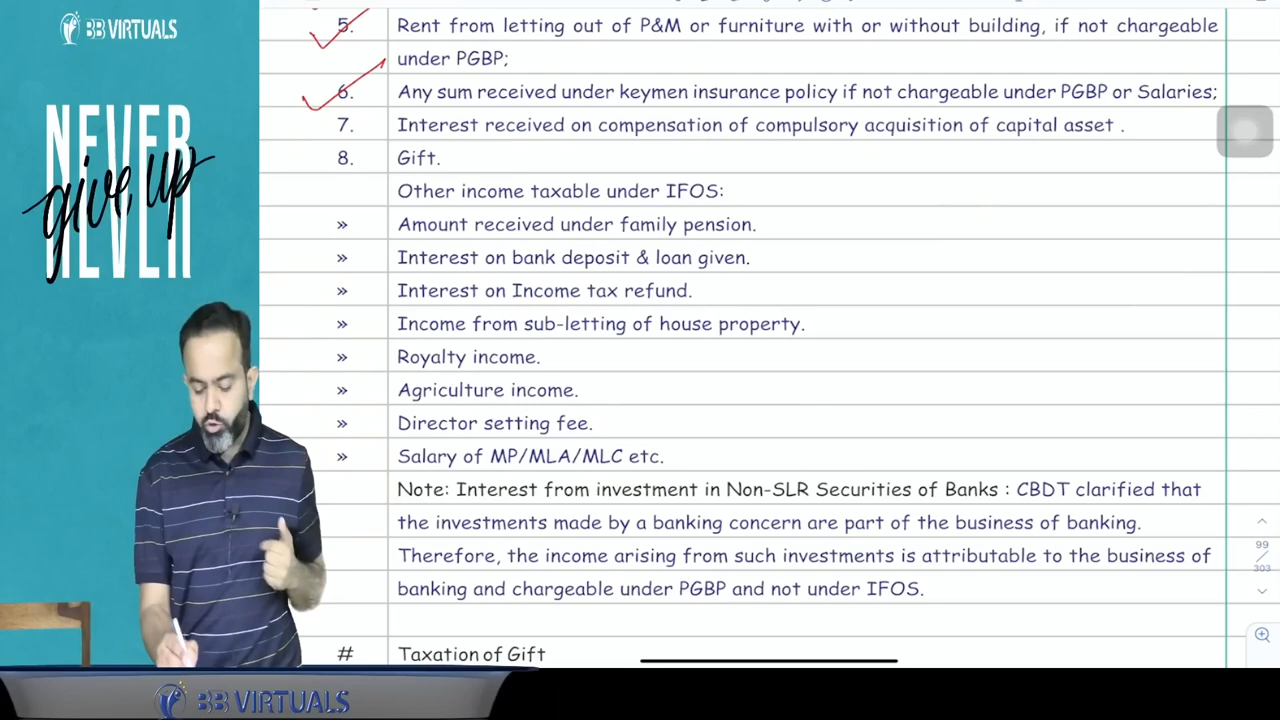 BB VIRTUALS
NEVER
give up
NEVER
5. Rent from letting out of P&M or furniture with or without building, if not chargeable
under PGBP;
6. Any sum received under keymen insurance policy if not chargeable under PGBP or Salaries;
7. Interest received on compensation of compulsory acquisition of capital asset .
8. Gift.
Other income taxable under IFOS:
» Amount received under family pension.
» Interest on bank deposit & loan given.
» Interest on Income tax refund.
» Income from sub-letting of house property.
» Royalty income.
» Agriculture income.
» Director setting fee.
» Salary of MP/MLA/MLC etc.
Note: Interest from investment in Non-SLR Securities of Banks : CBDT clarified that
the investments made by a banking concern are part of the business of banking.
Therefore, the income arising from such investments is attributable to the business of
banking and chargeable under PGBP and not under IFOS.
99
303
# Taxation of Gift
BB VIRTUALS